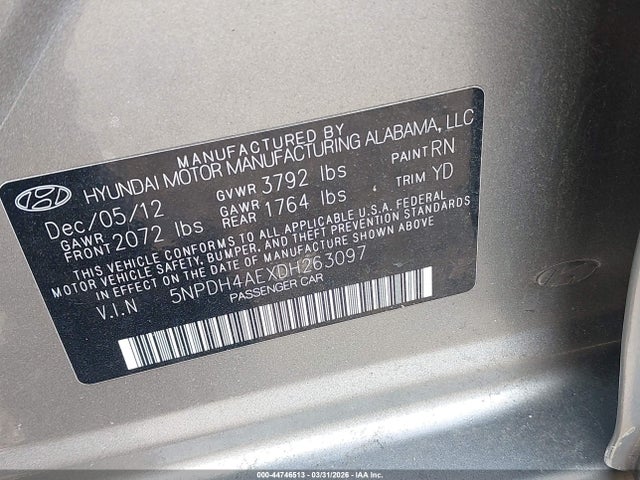 MANUFACTURED BY
HYUNDAI MOTOR MANUFACTURING ALABAMA, LLC
Dec/05/12 GVWR 3792 lbs PAINT RN
GAWR FRONT 2072 lbs GAWR REAR 1764 lbs TRIM YD
THIS VEHICLE CONFORMS TO ALL APPLICABLE U.S.A. FEDERAL
MOTOR VEHICLE SAFETY, BUMPER, AND THEFT PREVENTION STANDARDS
IN EFFECT ON THE DATE OF MANUFACTURE SHOWN ABOVE
V.I.N 5NPDH4AEXDH263097
PASSENGER CAR
000-44746513 - 03/31/2026 - IAA Inc.